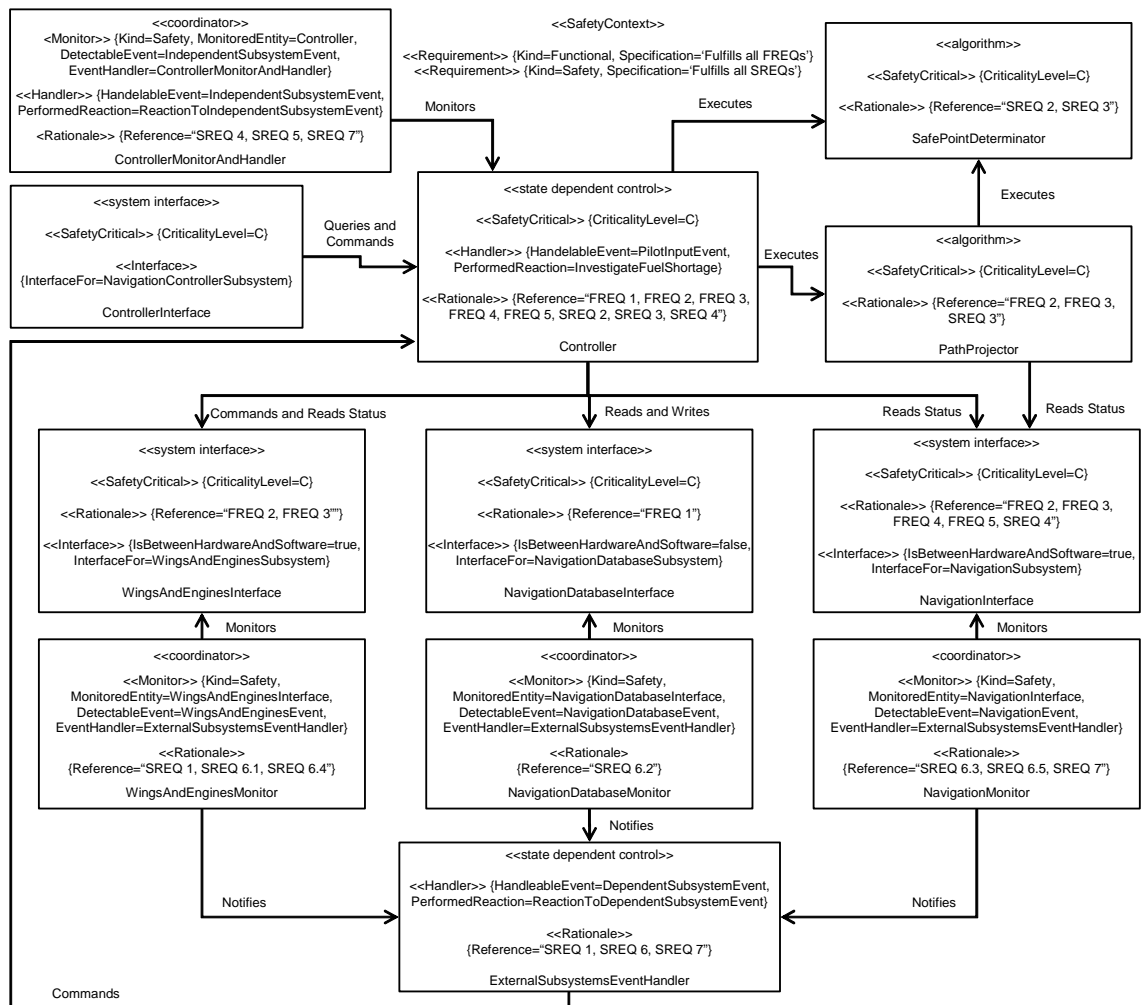 <<coordinator>>
<Monitor>> {Kind=Safety, MonitoredEntity=Controller,
DetectableEvent=IndependentSubsystemEvent,
EventHandler=ControllerMonitorAndHandler}
<<Handler>> {HandelableEvent=IndependentSubsystemEvent,
PerformedReaction=ReactionToIndependentSubsystemEvent}
<Rationale>> {Reference=“SREQ 4, SREQ 5, SREQ 7”}
ControllerMonitorAndHandler
<<SafetyContext>>
<<Requirement>> {Kind=Functional, Specification=‘Fulfills all FREQs’}
<<Requirement>> {Kind=Safety, Specification=‘Fulfills all SREQs’}
Monitors
Executes
<<algorithm>>
<<SafetyCritical>> {CriticalityLevel=C}
<<Rationale>> {Reference=“SREQ 2, SREQ 3”}
SafePointDeterminator
Executes
<<system interface>>
<<SafetyCritical>> {CriticalityLevel=C}
<<Interface>>
{InterfaceFor=NavigationControllerSubsystem}
ControllerInterface
Queries and
Commands
<<state dependent control>>
<<SafetyCritical>> {CriticalityLevel=C}
<<Handler>> {HandelableEvent=PilotInputEvent,
PerformedReaction=InvestigateFuelShortage}
<<Rationale>> {Reference=“FREQ 1, FREQ 2, FREQ 3,
FREQ 4, FREQ 5, SREQ 2, SREQ 3, SREQ 4”}
Controller
Executes
<<algorithm>>
<<SafetyCritical>> {CriticalityLevel=C}
<<Rationale>> {Reference=“FREQ 2, FREQ 3,
SREQ 3”}
PathProjector
Commands and Reads Status
Reads and Writes
Reads Status
Reads Status
<<system interface>>
<<SafetyCritical>> {CriticalityLevel=C}
<<Rationale>> {Reference=“FREQ 2, FREQ 3””}
<<Interface>> {IsBetweenHardwareAndSoftware=true,
InterfaceFor=WingsAndEnginesSubsystem}
WingsAndEnginesInterface
<<system interface>>
<<SafetyCritical>> {CriticalityLevel=C}
<<Rationale>> {Reference=“FREQ 1”}
<<Interface>> {IsBetweenHardwareAndSoftware=false,
InterfaceFor=NavigationDatabaseSubsystem}
NavigationDatabaseInterface
<<system interface>>
<<SafetyCritical>> {CriticalityLevel=C}
<<Rationale>> {Reference=“FREQ 2, FREQ 3,
FREQ 4, FREQ 5, SREQ 4”}
<<Interface>> {IsBetweenHardwareAndSoftware=true,
InterfaceFor=NavigationSubsystem}
NavigationInterface
Monitors
Monitors
Monitors
<<coordinator>>
<<Monitor>> {Kind=Safety,
MonitoredEntity=WingsAndEnginesInterface,
DetectableEvent=WingsAndEnginesEvent,
EventHandler=ExternalSubsystemsEventHandler}
<<Rationale>>
{Reference=“SREQ 1, SREQ 6.1, SREQ 6.4”}
WingsAndEnginesMonitor
<<coordinator>>
<<Monitor>> {Kind=Safety,
MonitoredEntity=NavigationDatabaseInterface,
DetectableEvent=NavigationDatabaseEvent,
EventHandler=ExternalSubsystemsEventHandler}
<<Rationale>
{Reference=“SREQ 6.2”}
NavigationDatabaseMonitor
<<coordinator>>
<<Monitor>> {Kind=Safety,
MonitoredEntity=NavigationInterface,
DetectableEvent=NavigationEvent,
EventHandler=ExternalSubsystemsEventHandler}
<<Rationale>>
{Reference=“SREQ 6.3, SREQ 6.5, SREQ 7”}
NavigationMonitor
Notifies
Notifies
Notifies
<<state dependent control>>
<<Handler>> {HandleableEvent=DependentSubsystemEvent,
PerformedReaction=ReactionToDependentSubsystemEvent}
<<Rationale>>
{Reference=“SREQ 1, SREQ 6, SREQ 7”}
ExternalSubsystemsEventHandler
Commands